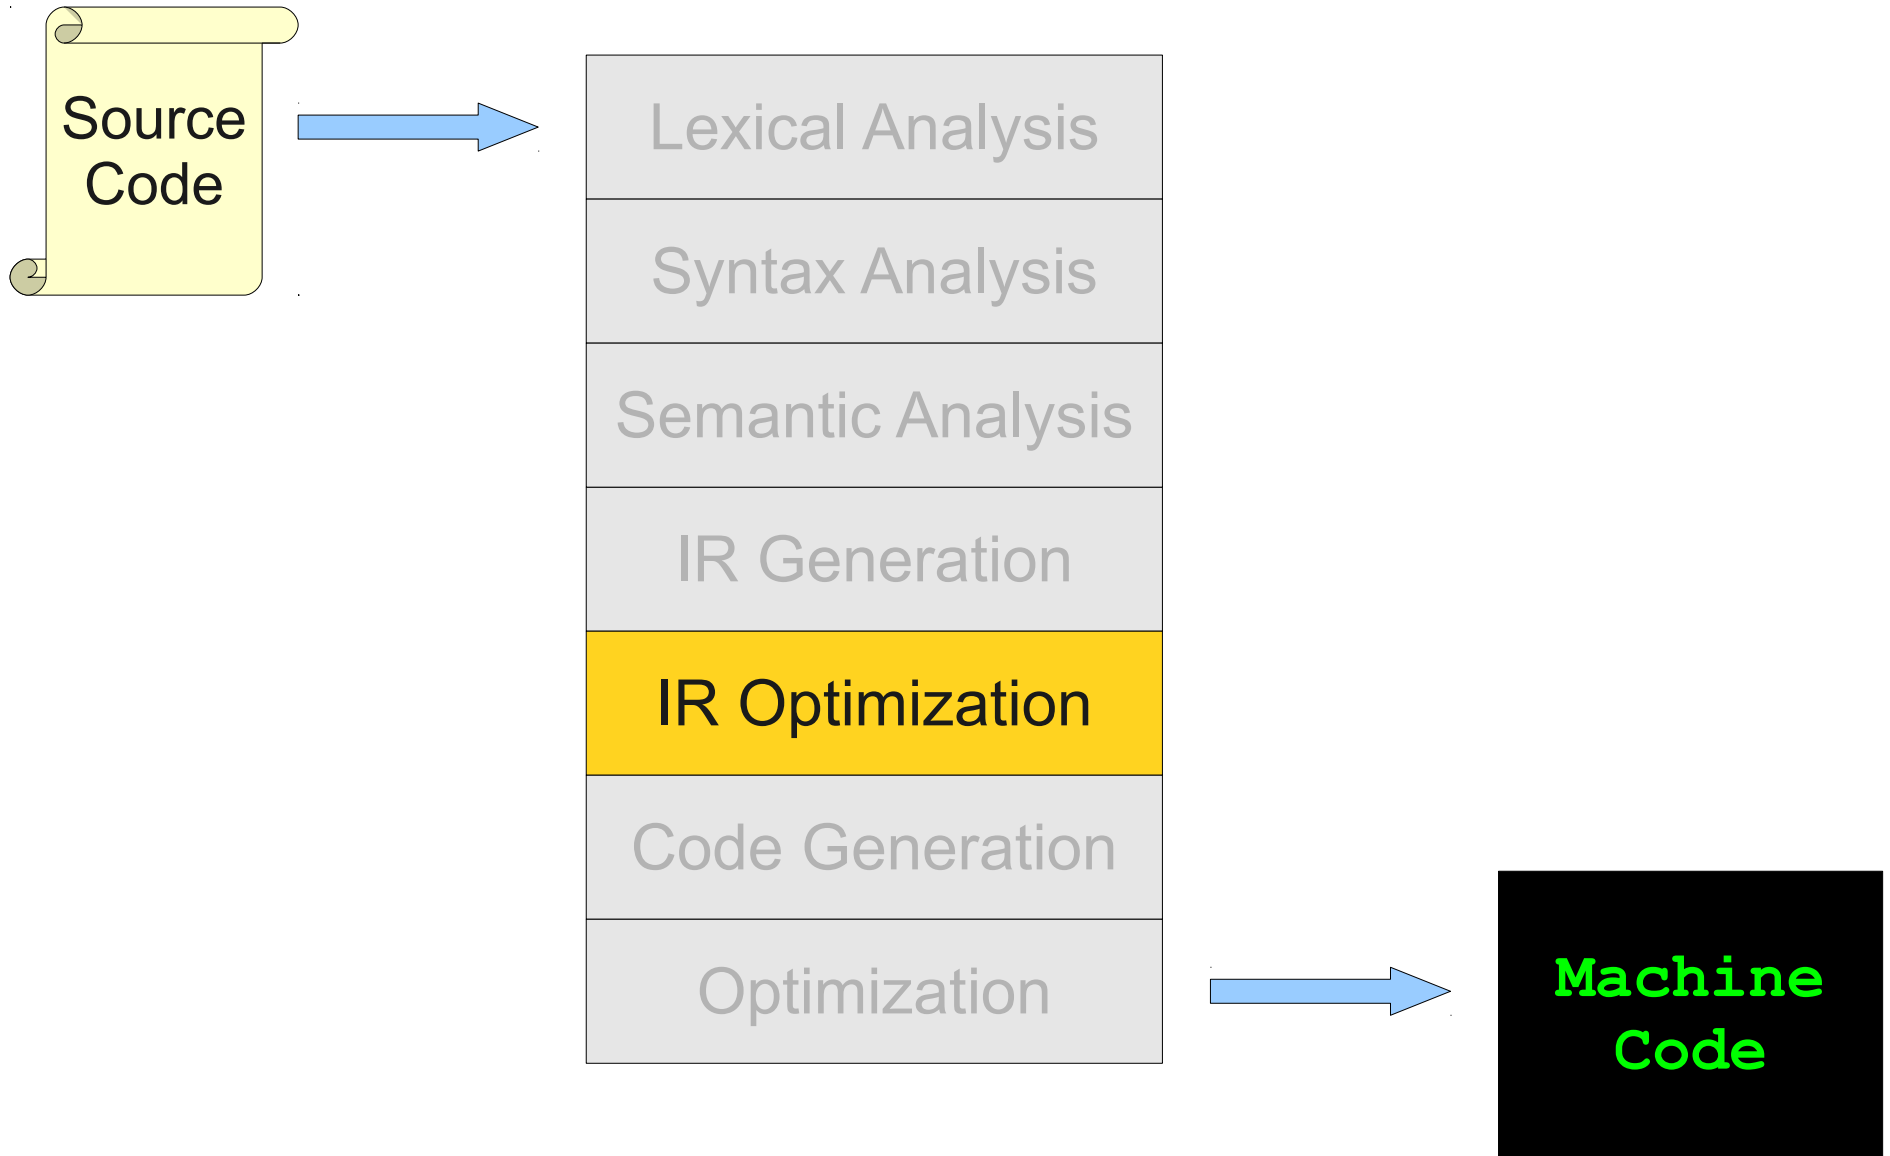 Source
Code
Lexical Analysis
Syntax Analysis
Semantic Analysis
IR Generation
IR Optimization
Code Generation
Optimization
Machine
Code